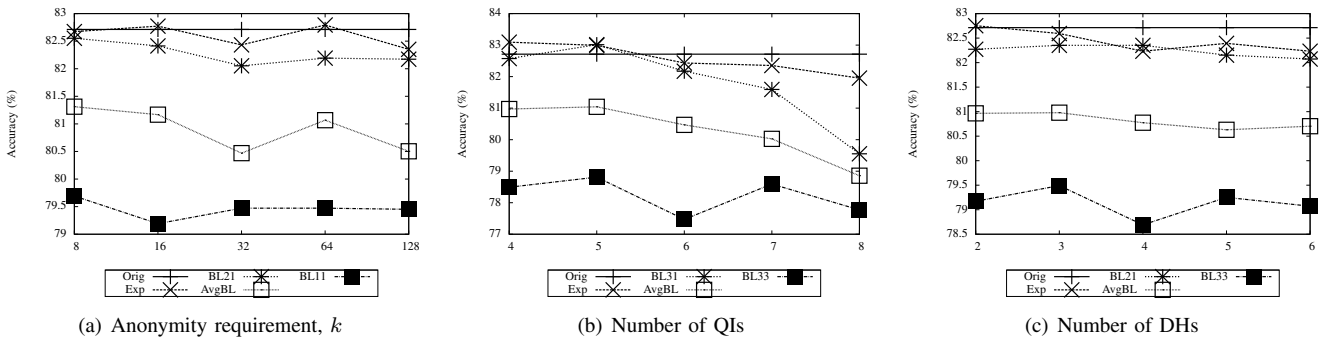 83
82.5
82
81.5
81
80.5
80
79.5
79
Accuracy (%)
8 16 32 64 128
Orig BL21 BL11
Exp AvgBL
(a) Anonymity requirement, k
84
83
82
81
80
79
78
77
Accuracy (%)
4 5 6 7 8
Orig BL31 BL33
Exp AvgBL
(b) Number of QIs
83
82.5
82
81.5
81
80.5
80
79.5
79
78.5
Accuracy (%)
2 3 4 5 6
Orig BL21 BL33
Exp AvgBL
(c) Number of DHs